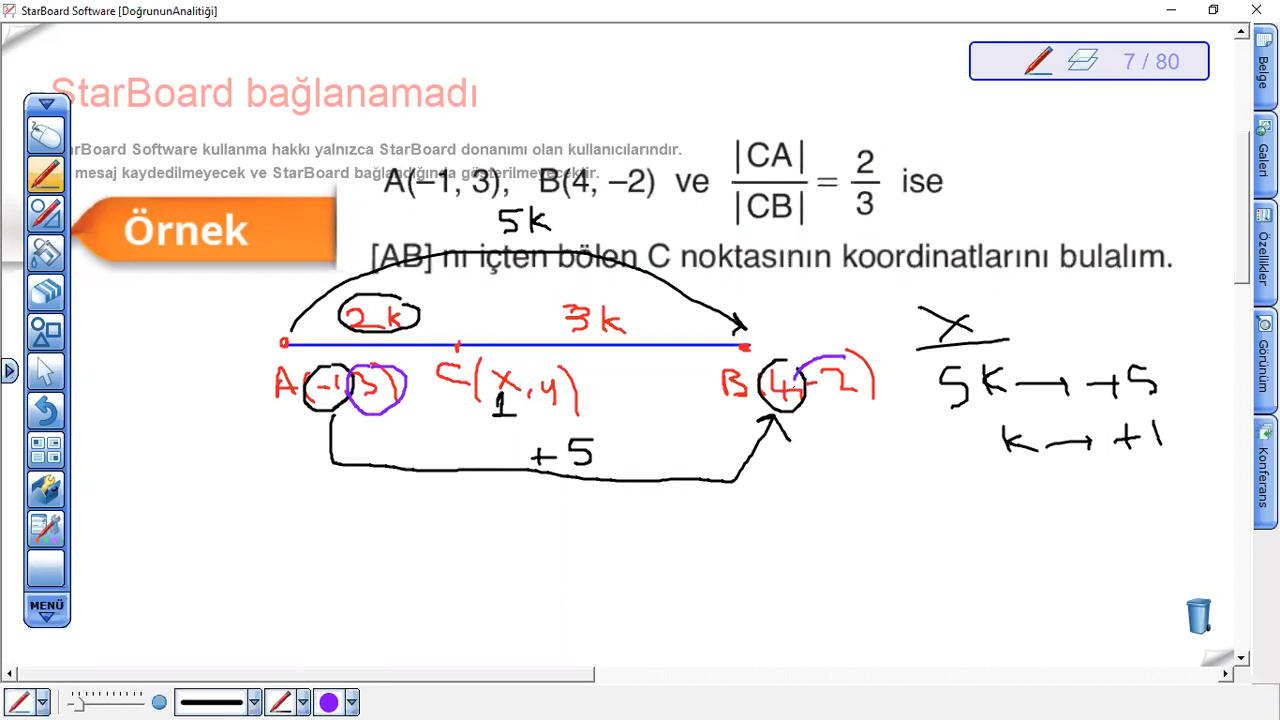 StarBoard Software [DoğrununAnalitiği]
7 / 80
StarBoard bağlanamadı
arBoard Software kullanma hakkı yalnızca StarBoard donanımı olan kullanıcılarındır.
mesaj kaydedilmeyecek ve StarBoard bağlandığında gösterilmeyecektir.
A(–1, 3), B(4, –2) ve |CA| / |CB| = 2 / 3 ise
Örnek
5k
[AB] nı içten bölen C noktasının koordinatlarını bulalım.
2k 3k
x
A(-1 3) C(x, y) B(4, -2)
1
5k → +5
k → +1
+5
MENÜ
Belge
Galeri
Özellikler
Görünüm
Konferans